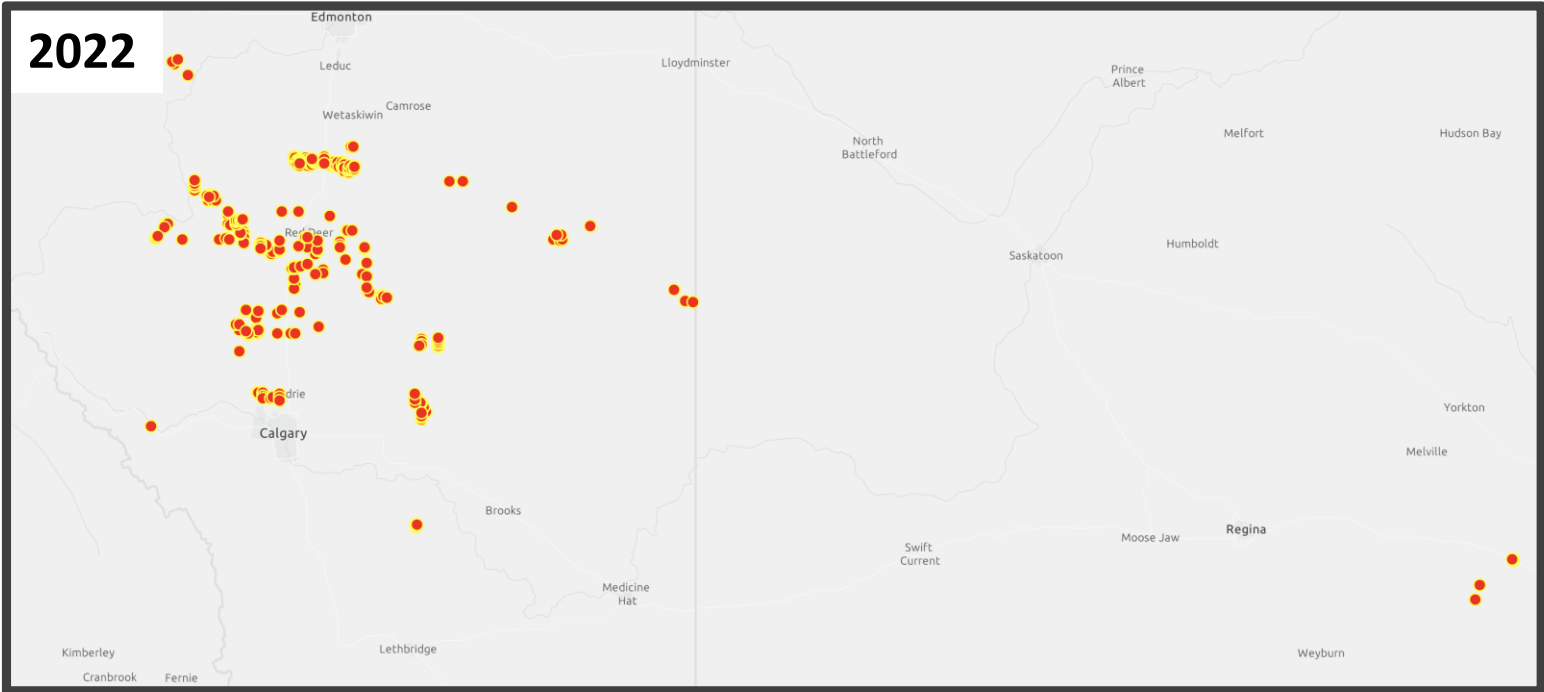 2022
Edmonton
Leduc
Lloydminster
Prince
Albert
Camrose
Wetaskiwin
Melfort
Hudson Bay
North
Battleford
Red Deer
Humboldt
Saskatoon
drie
Yorkton
Calgary
Melville
Brooks
Regina
Moose Jaw
Swift
Current
Medicine
Hat
Lethbridge
Kimberley
Weyburn
Cranbrook
Fernie